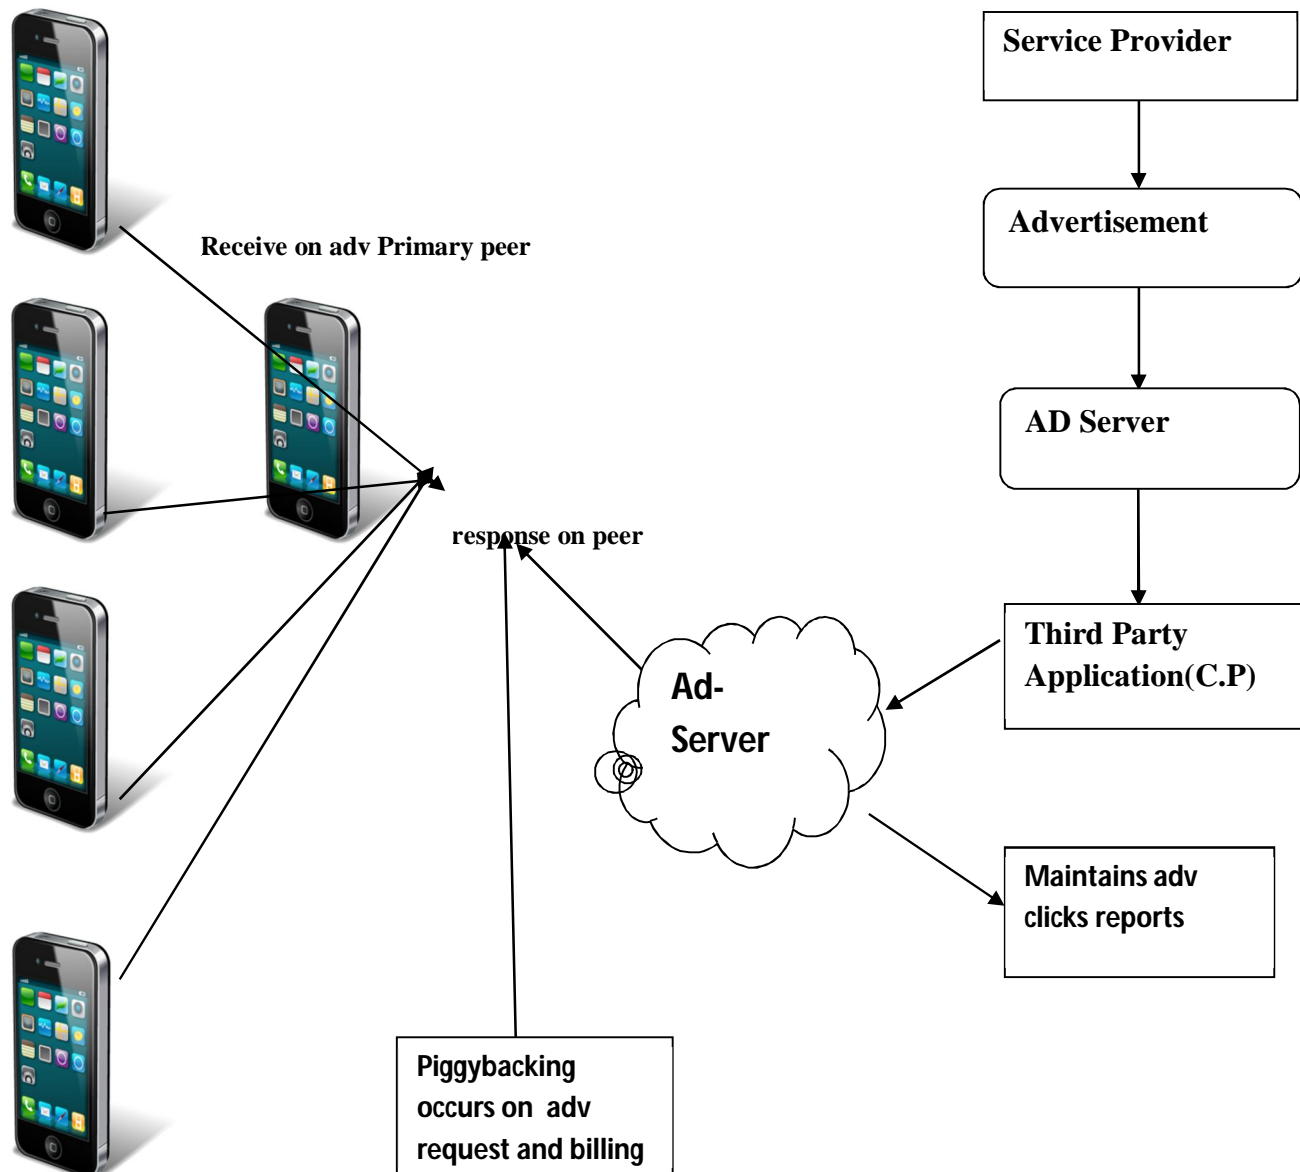 Service Provider
Advertisement
Receive on adv Primary peer
AD Server
response on peer
Third Party
Application(C.P)
Ad-
Server
Maintains adv
clicks reports
Piggybacking
occurs on adv
request and billing